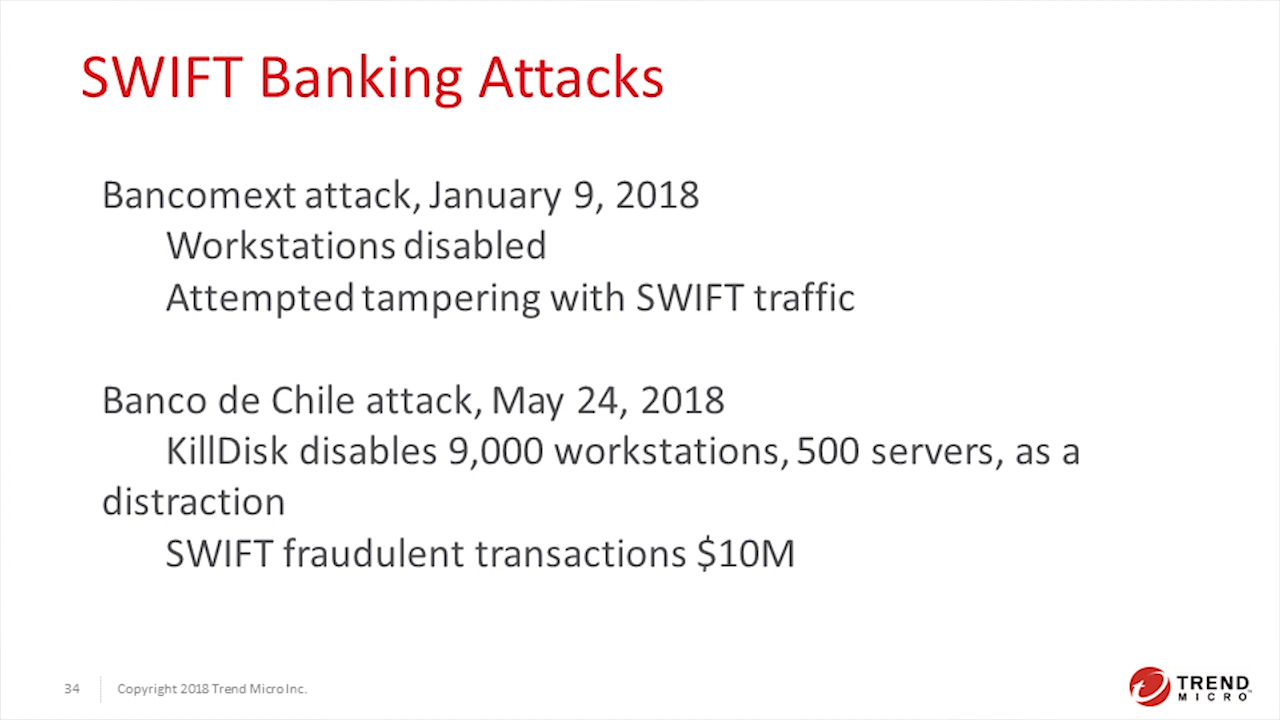 SWIFT Banking Attacks
Bancomext attack, January 9, 2018
Workstations disabled
Attempted tampering with SWIFT traffic
Banco de Chile attack, May 24, 2018
KillDisk disables 9,000 workstations, 500 servers, as a
distraction
SWIFT fraudulent transactions $10M
34
Copyright 2018 Trend Micro Inc.
TREND
MICRO™